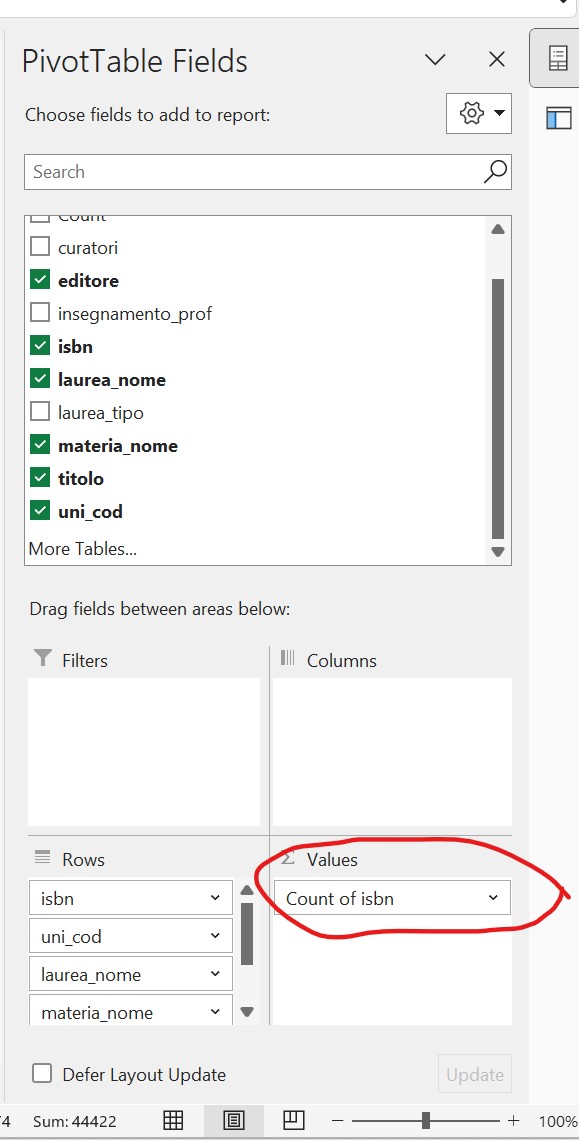 PivotTable Fields
Choose fields to add to report:
Search
Count
curatori
editore
insegnamento_prof
isbn
laurea_nome
laurea_tipo
materia_nome
titolo
uni_cod
More Tables...
Drag fields between areas below:
Filters
Columns
Rows
Σ Values
isbn
Count of isbn
uni_cod
laurea_nome
materia_nome
Defer Layout Update
Update
4 Sum: 44422
100%